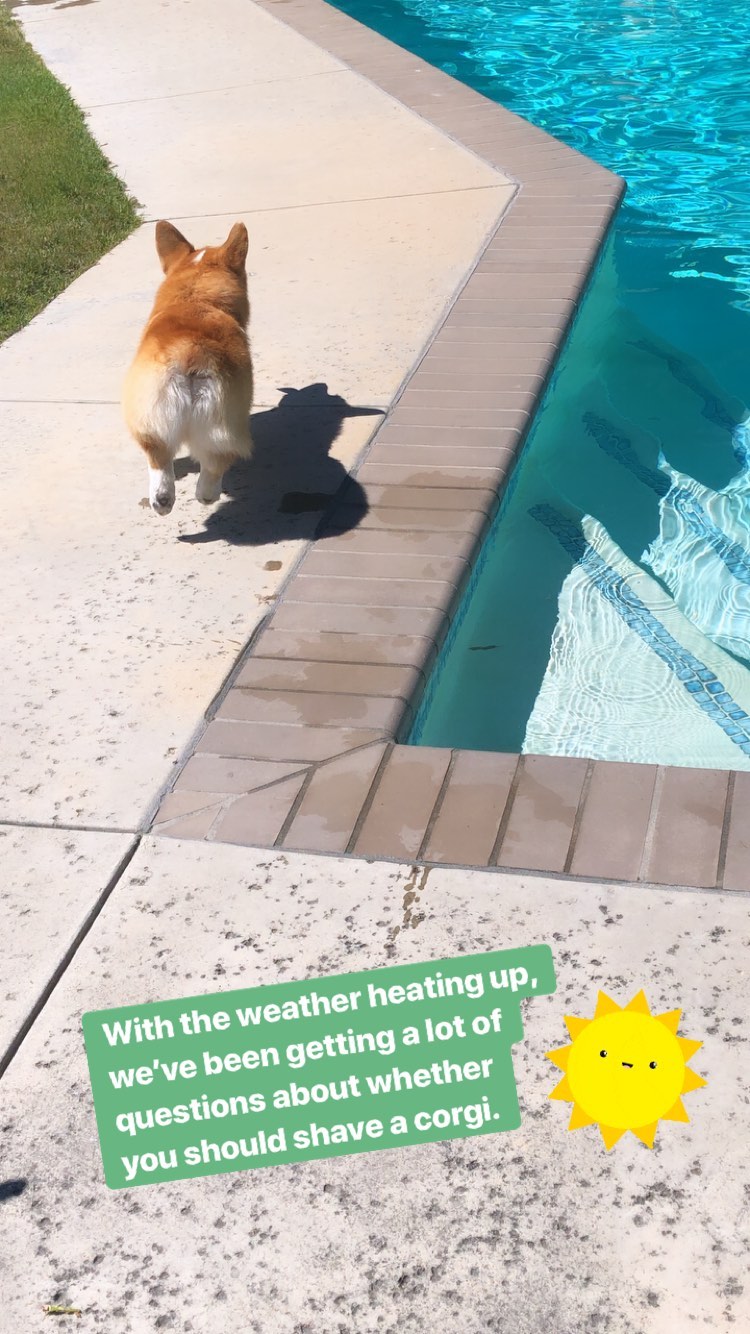 With the weather heating up,
we’ve been getting a lot of
questions about whether
you should shave a corgi.